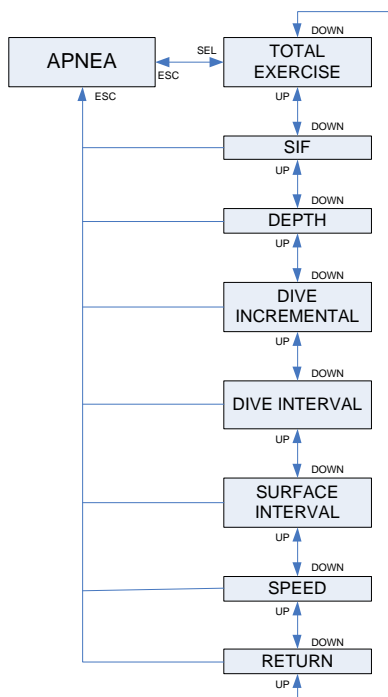 DOWN
APNEA
SEL
ESC
TOTAL
EXERCISE
ESC
UP
DOWN
SIF
UP
DOWN
DEPTH
UP
DOWN
DIVE
INCREMENTAL
UP
DOWN
DIVE INTERVAL
UP
DOWN
SURFACE
INTERVAL
UP
DOWN
SPEED
UP
DOWN
RETURN
UP